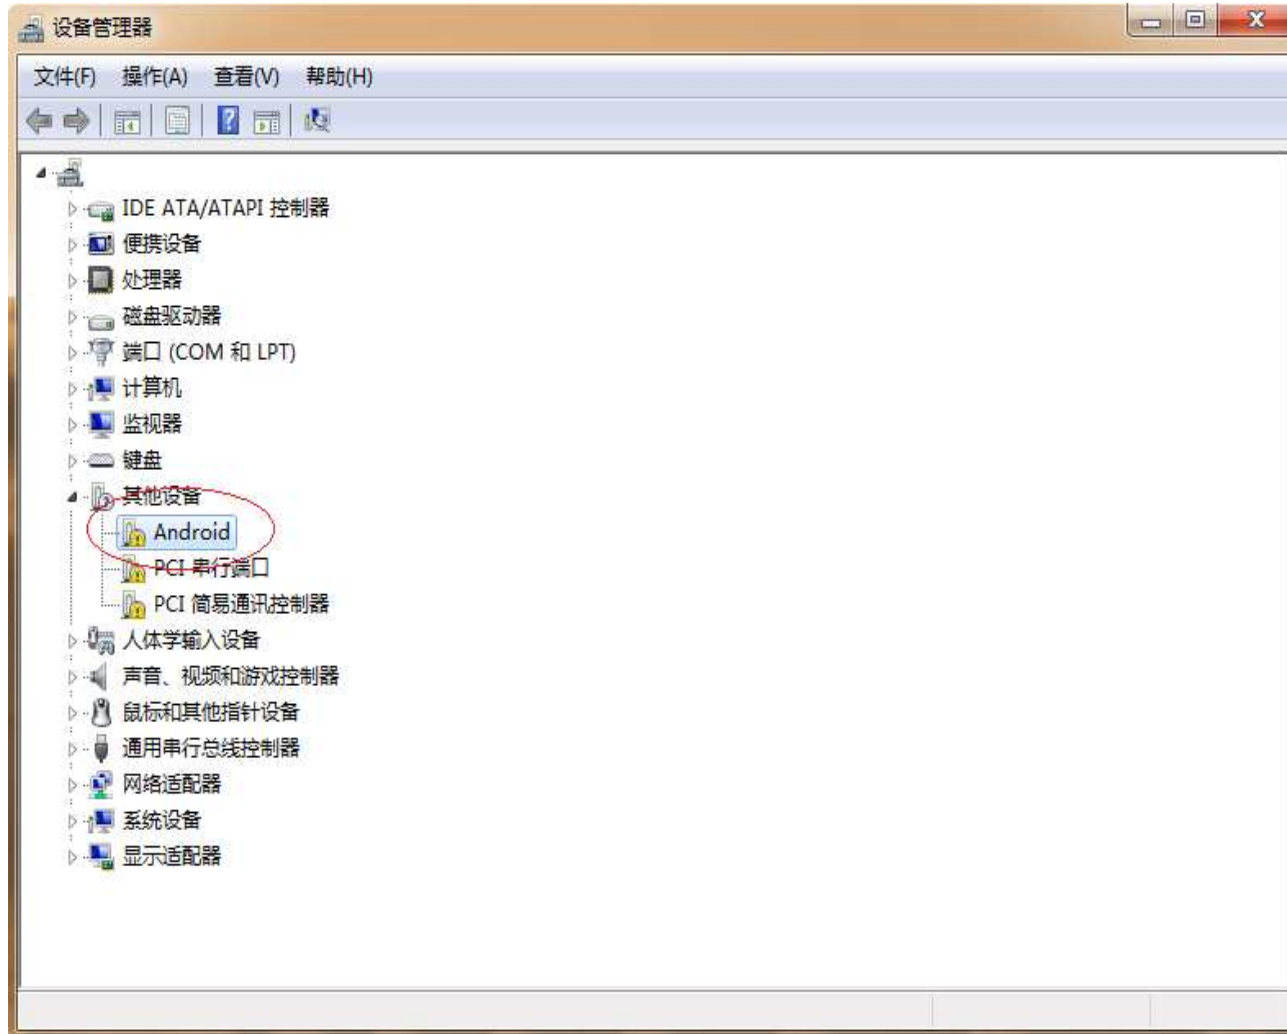 设备管理器
文件(F) 操作(A) 查看(V) 帮助(H)
IDE ATA/ATAPI 控制器
便携设备
处理器
磁盘驱动器
端口 (COM 和 LPT)
计算机
监视器
键盘
其他设备
Android
PCI 串行端口
PCI 简易通讯控制器
人体学输入设备
声音、视频和游戏控制器
鼠标和其他指针设备
通用串行总线控制器
网络适配器
系统设备
显示适配器